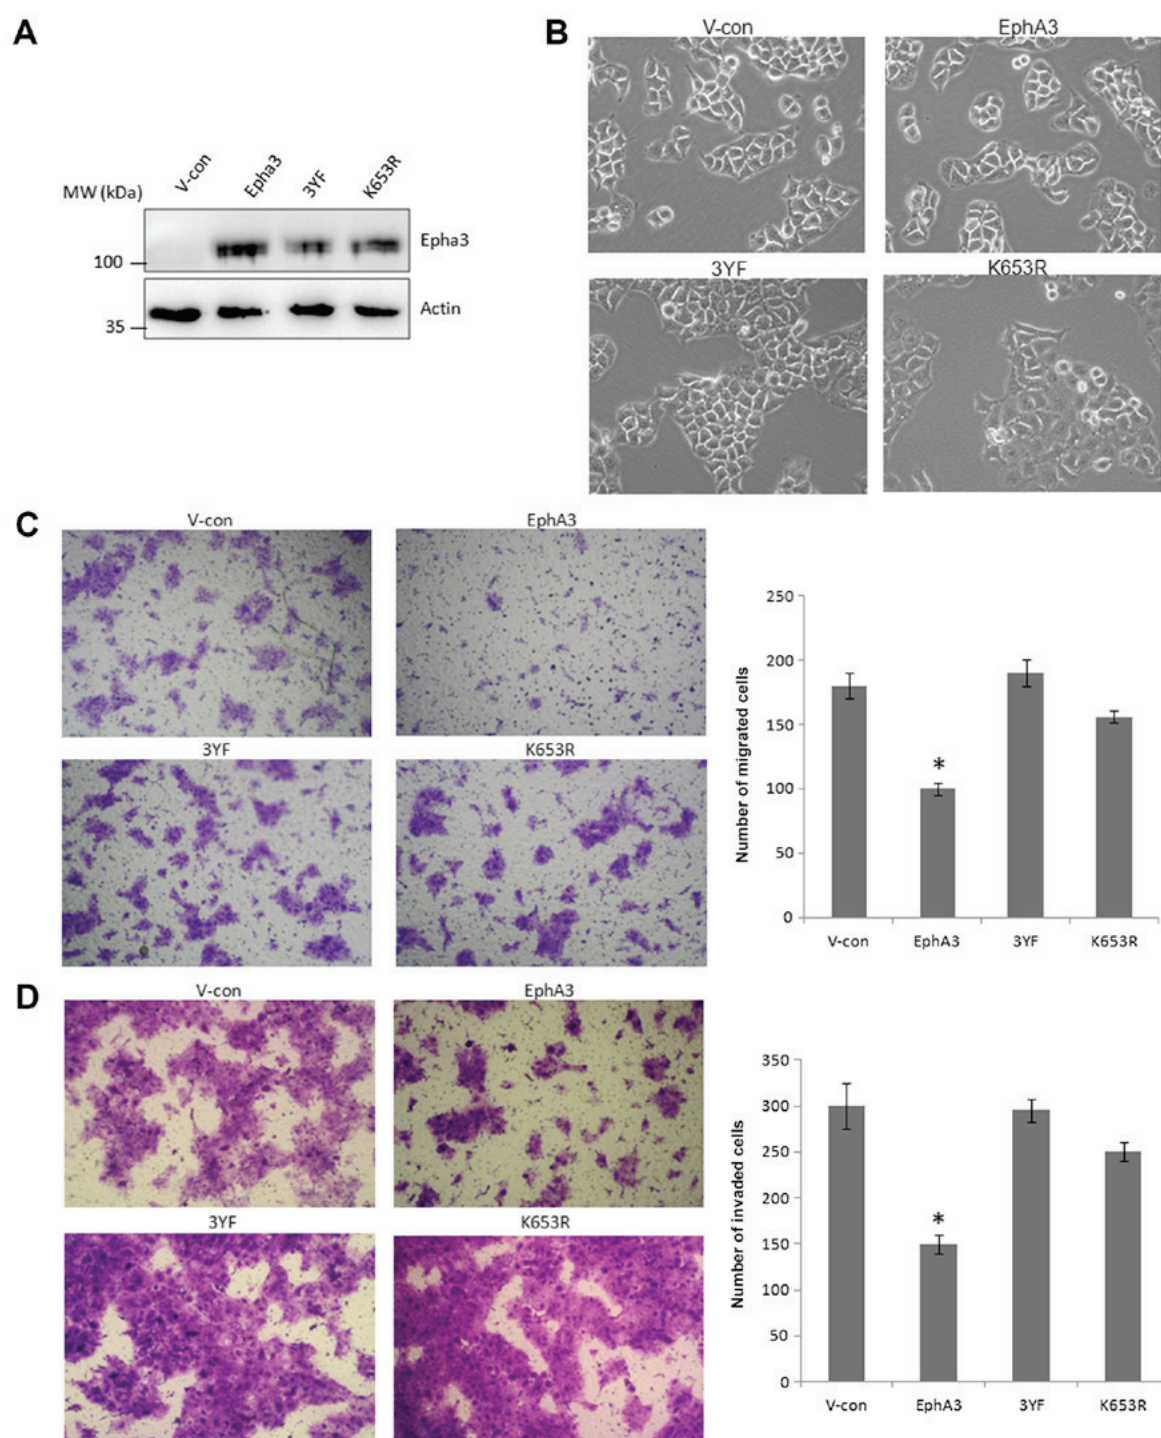 A
MW (kDa)
V-con
Epha3
3YF
K653R
Epha3
100
Actin
35
B
V-con
EphA3
3YF
K653R
C
V-con
EphA3
3YF
K653R
Number of migrated cells
250
200
150
100
50
0
V-con
EphA3
3YF
K653R
*
D
V-con
EphA3
3YF
K653R
Number of invaded cells
350
300
250
200
150
100
50
0
V-con
EphA3
3YF
K653R
*